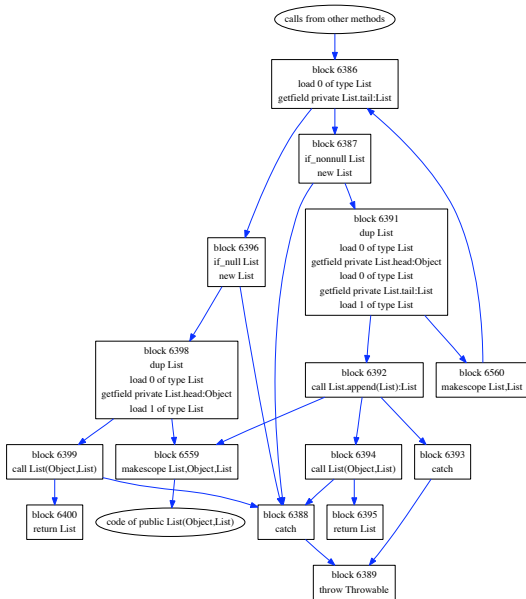 calls from other methods
block 6386
load 0 of type List
getfield private List.tail:List
block 6387
if_nonnull List
new List
block 6391
dup List
load 0 of type List
getfield private List.head:Object
load 0 of type List
getfield private List.tail:List
load 1 of type List
block 6396
if_null List
new List
block 6398
dup List
load 0 of type List
getfield private List.head:Object
load 1 of type List
block 6392
call List.append(List):List
block 6560
makescope List,List
block 6399
call List(Object,List)
block 6559
makescope List,Object,List
block 6394
call List(Object,List)
block 6393
catch
block 6400
return List
code of public List(Object,List)
block 6388
catch
block 6395
return List
block 6389
throw Throwable